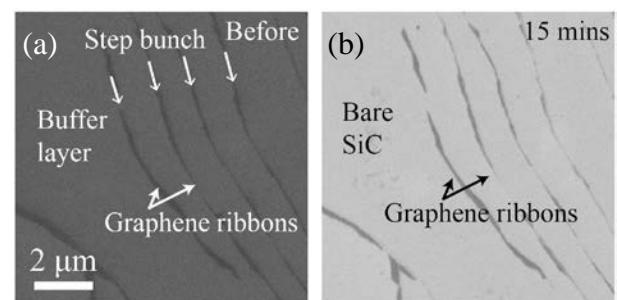 (a)
Step bunch
Before
Buffer
layer
Graphene ribbons
2 μm
(b)
15 mins
Bare
SiC
Graphene ribbons